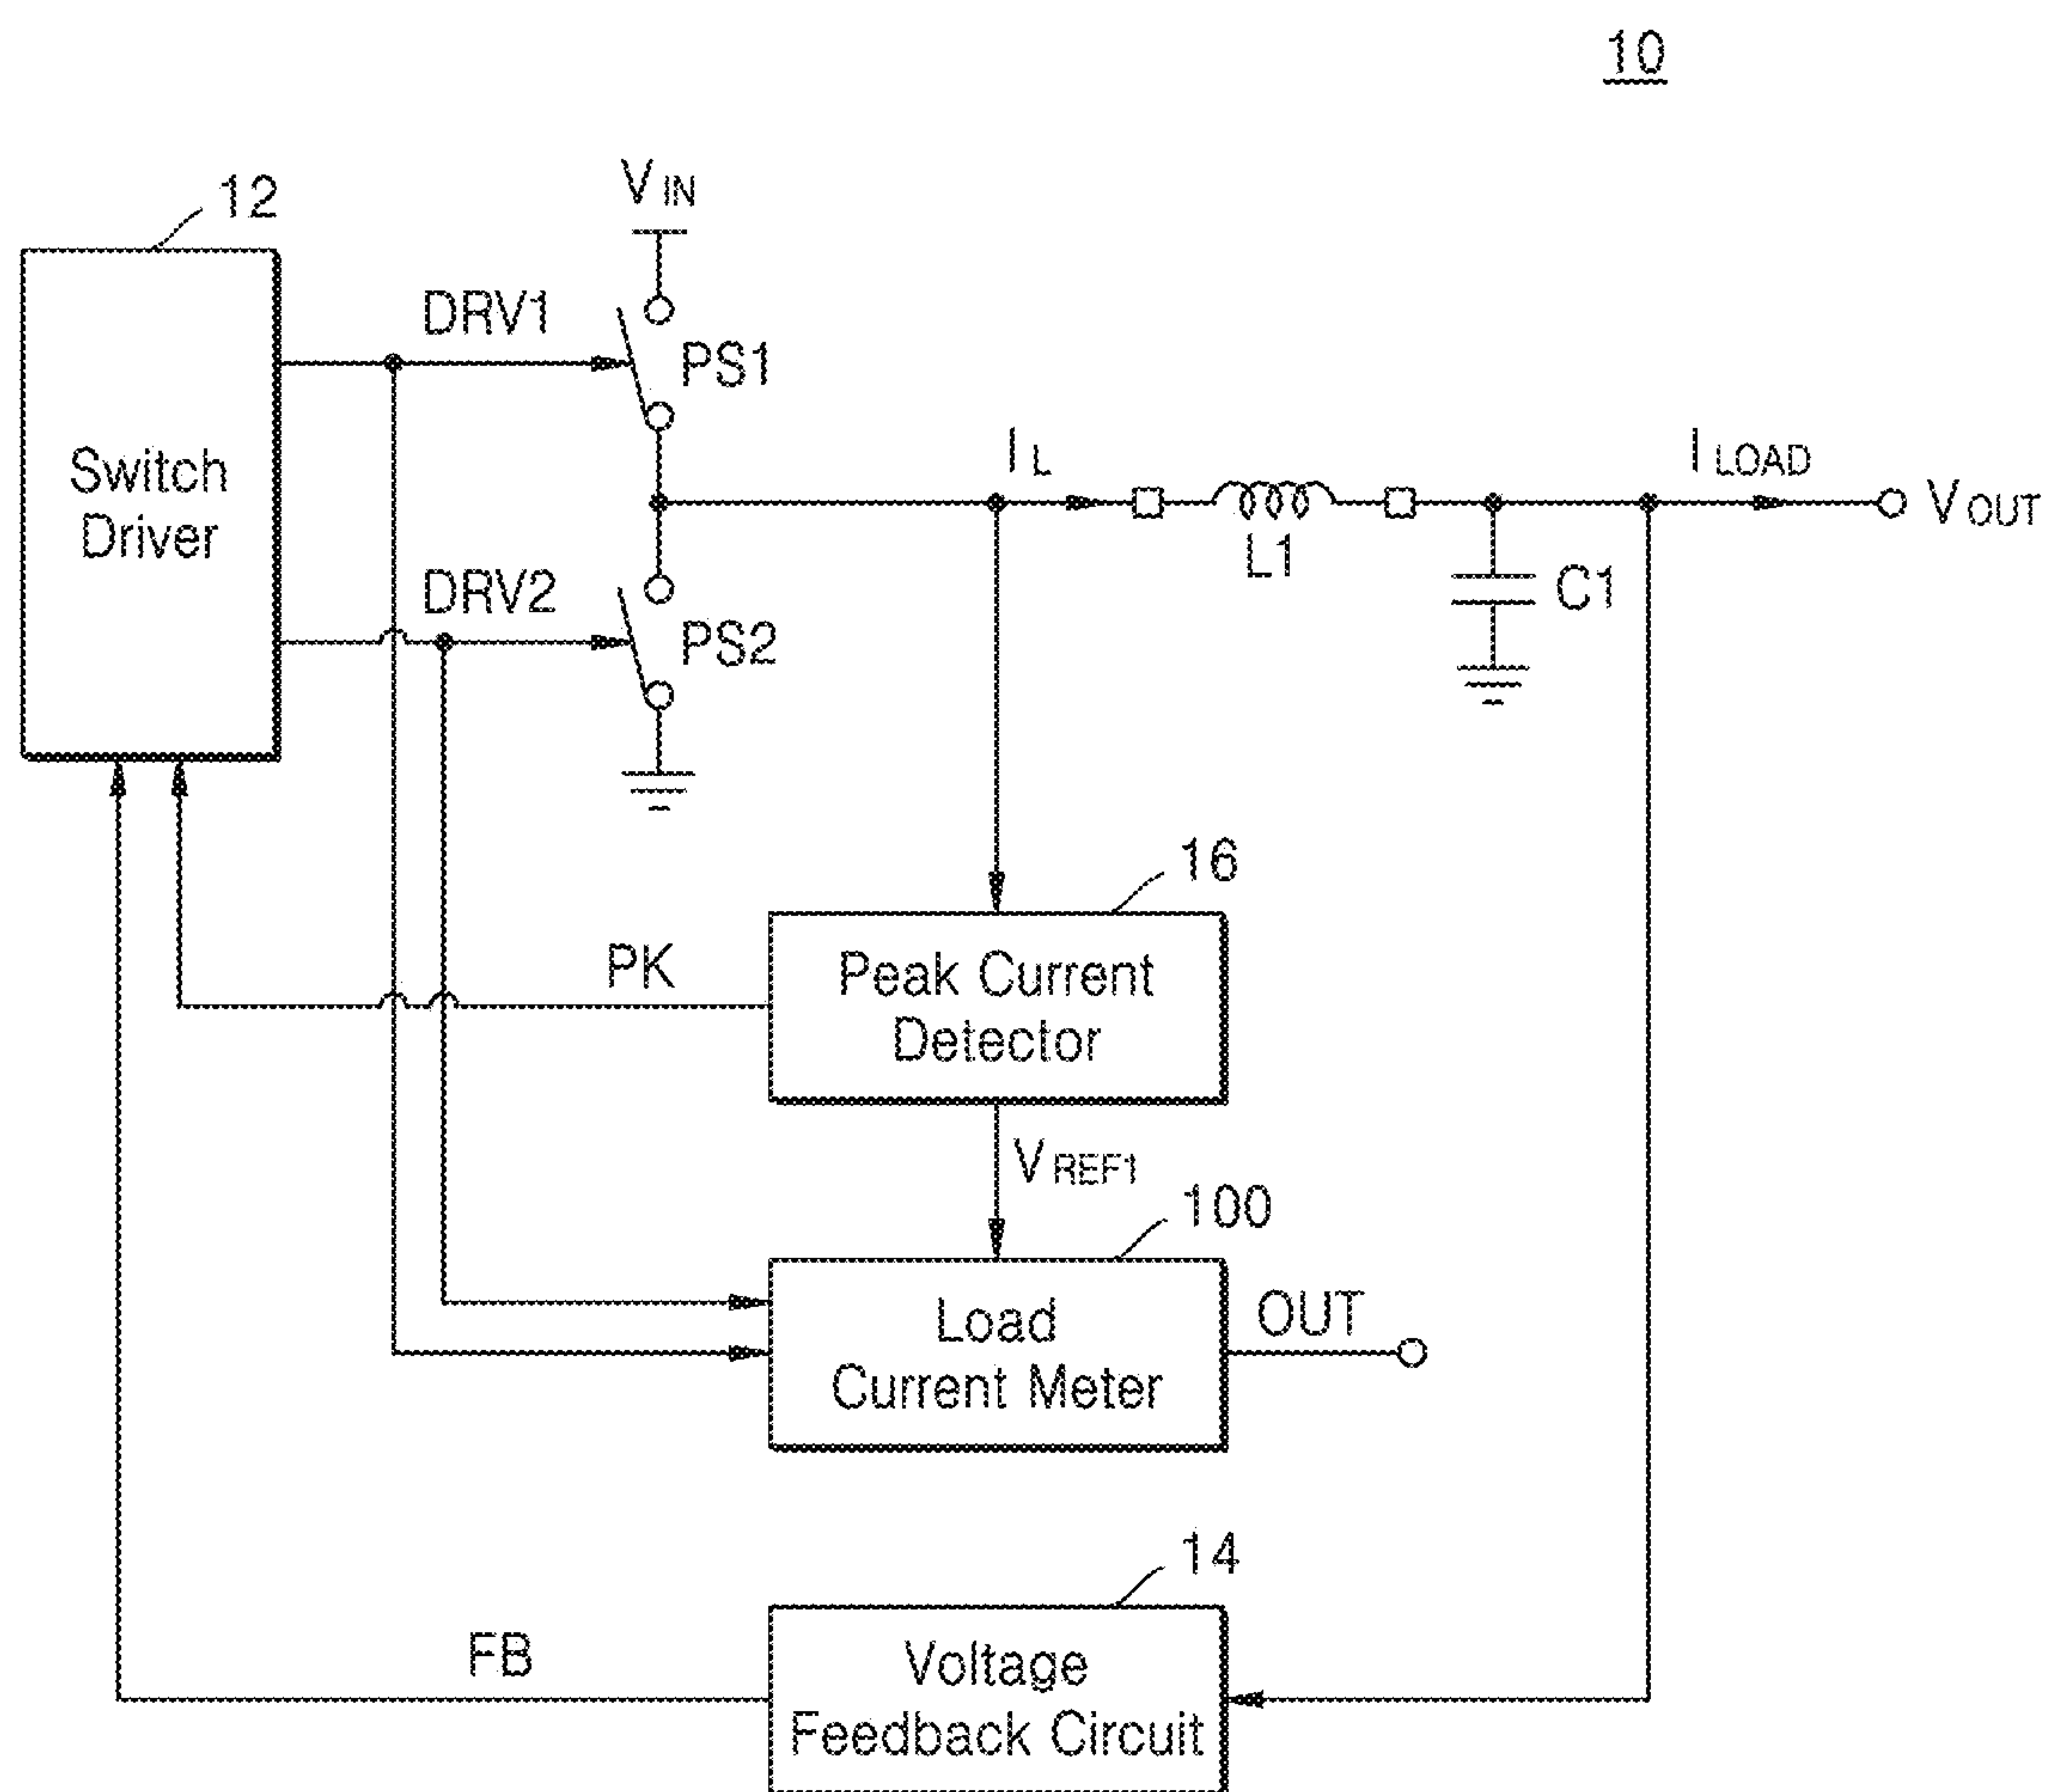 10
12
VIN
DRV1
PS1
Switch
Driver
IL
ILOAD
VOUT
L1
C1
DRV2
PS2
16
PK
Peak Current
Detector
VREF1
100
Load
Current Meter
OUT
14
FB
Voltage
Feedback Circuit